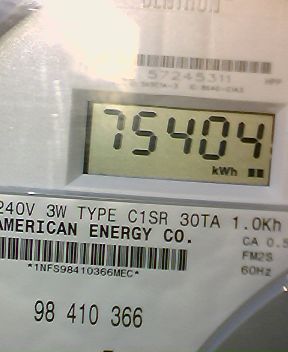 CENTRON
57245311
75404
kWh
240V 3W TYPE C1SR 30TA 1.0Kh
AMERICAN ENERGY CO.
CA 0.5
FM2S
60Hz
*1NFS98410366MEC*
98 410 366